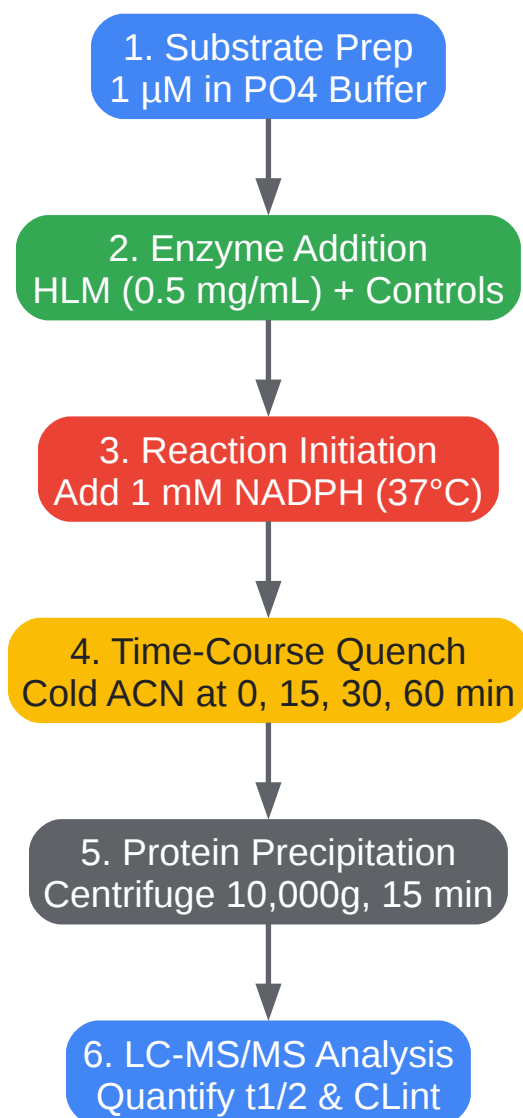 1. Substrate Prep
1 µM in PO4 Buffer
2. Enzyme Addition
HLM (0.5 mg/mL) + Controls
3. Reaction Initiation
Add 1 mM NADPH (37°C)
4. Time-Course Quench
Cold ACN at 0, 15, 30, 60 min
5. Protein Precipitation
Centrifuge 10,000g, 15 min
6. LC-MS/MS Analysis
Quantify t1/2 & CLint